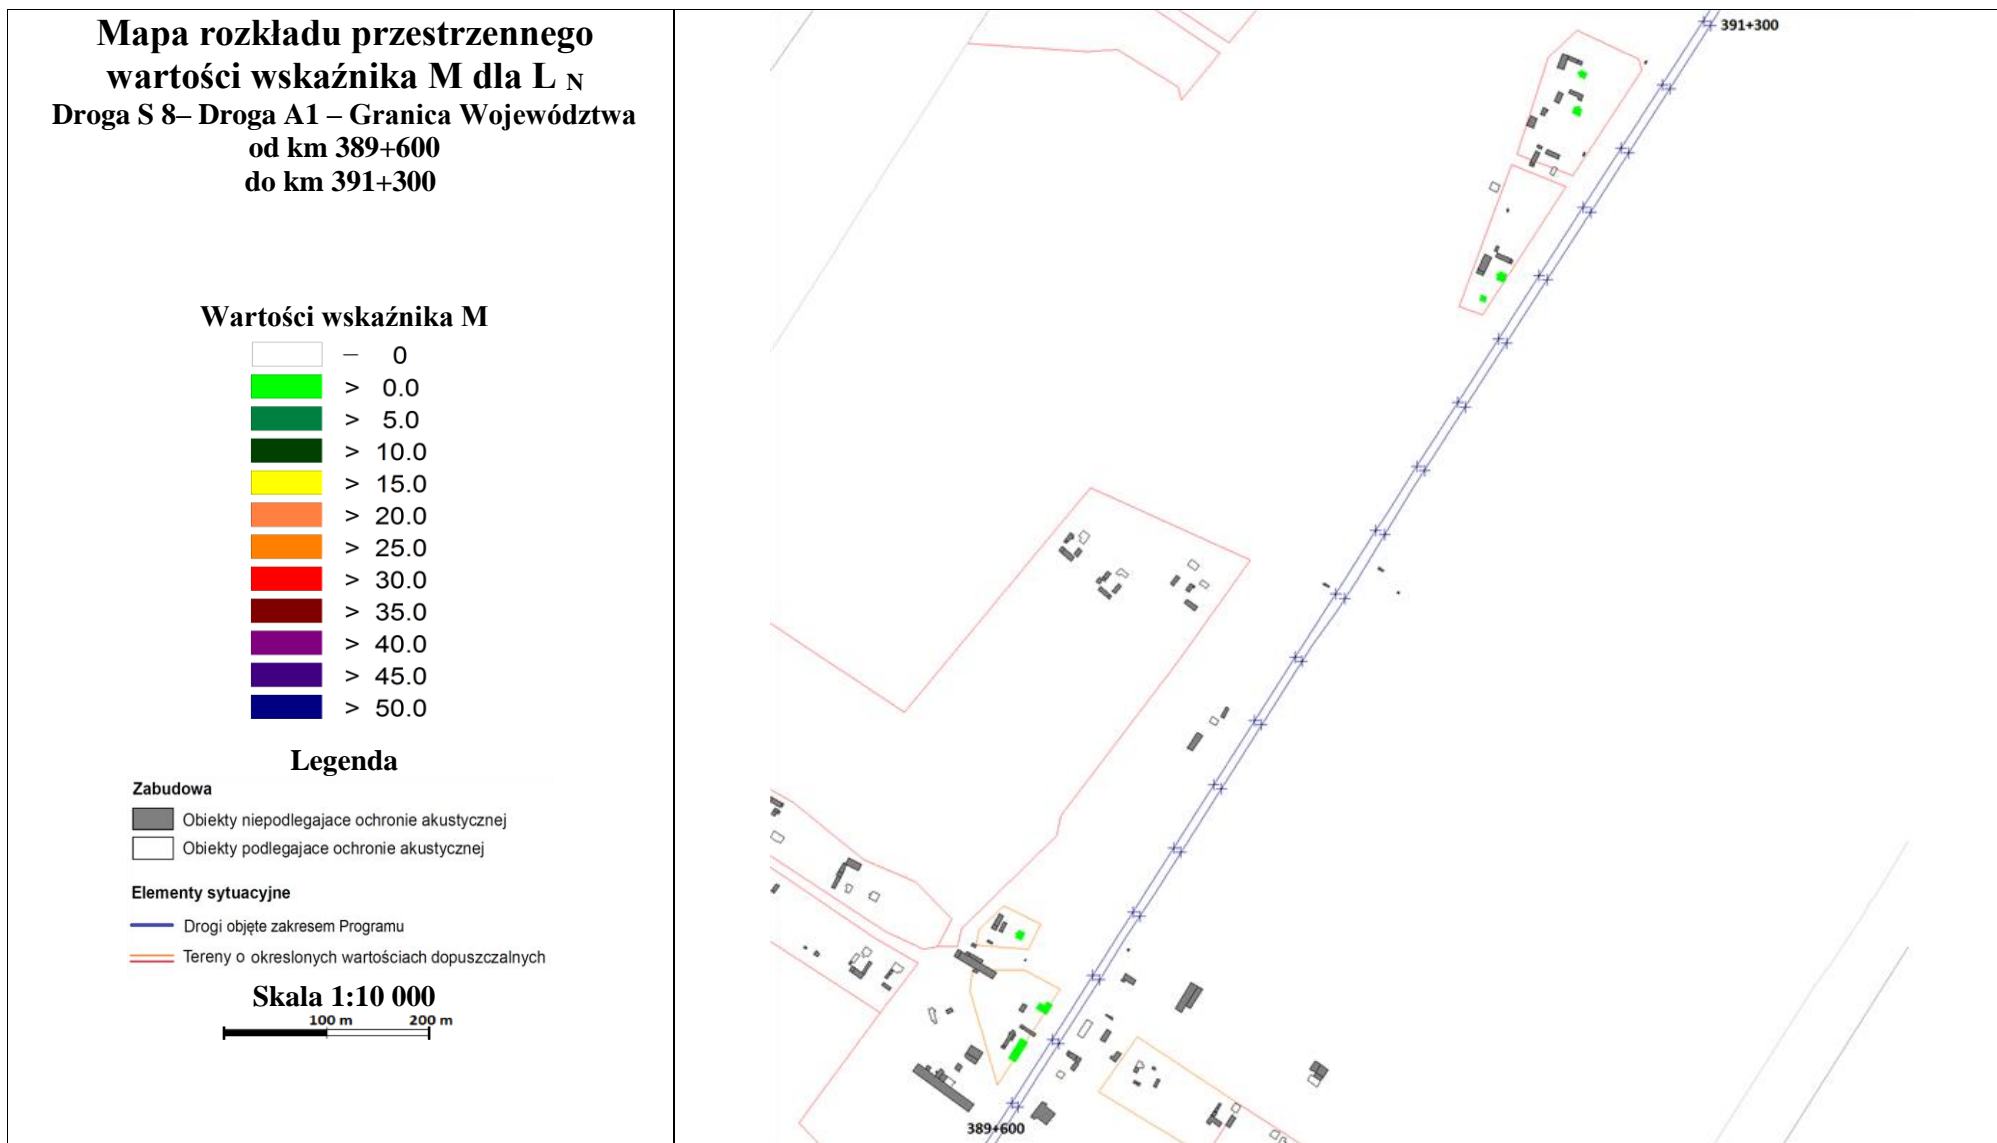 Mapa rozkładu przestrzennego
wartości wskaźnika M dla L N
Droga S 8– Droga A1 – Granica Województwa
od km 389+600
do km 391+300
Wartości wskaźnika M
– 0
> 0.0
> 5.0
> 10.0
> 15.0
> 20.0
> 25.0
> 30.0
> 35.0
> 40.0
> 45.0
> 50.0
Legenda
Zabudowa
Obiekty niepodlegajace ochronie akustycznej
Obiekty podlegajace ochronie akustycznej
Elementy sytuacyjne
Drogi objęte zakresem Programu
Tereny o okreslonych wartościach dopuszczalnych
Skala 1:10 000
100 m 200 m
391+300
389+600